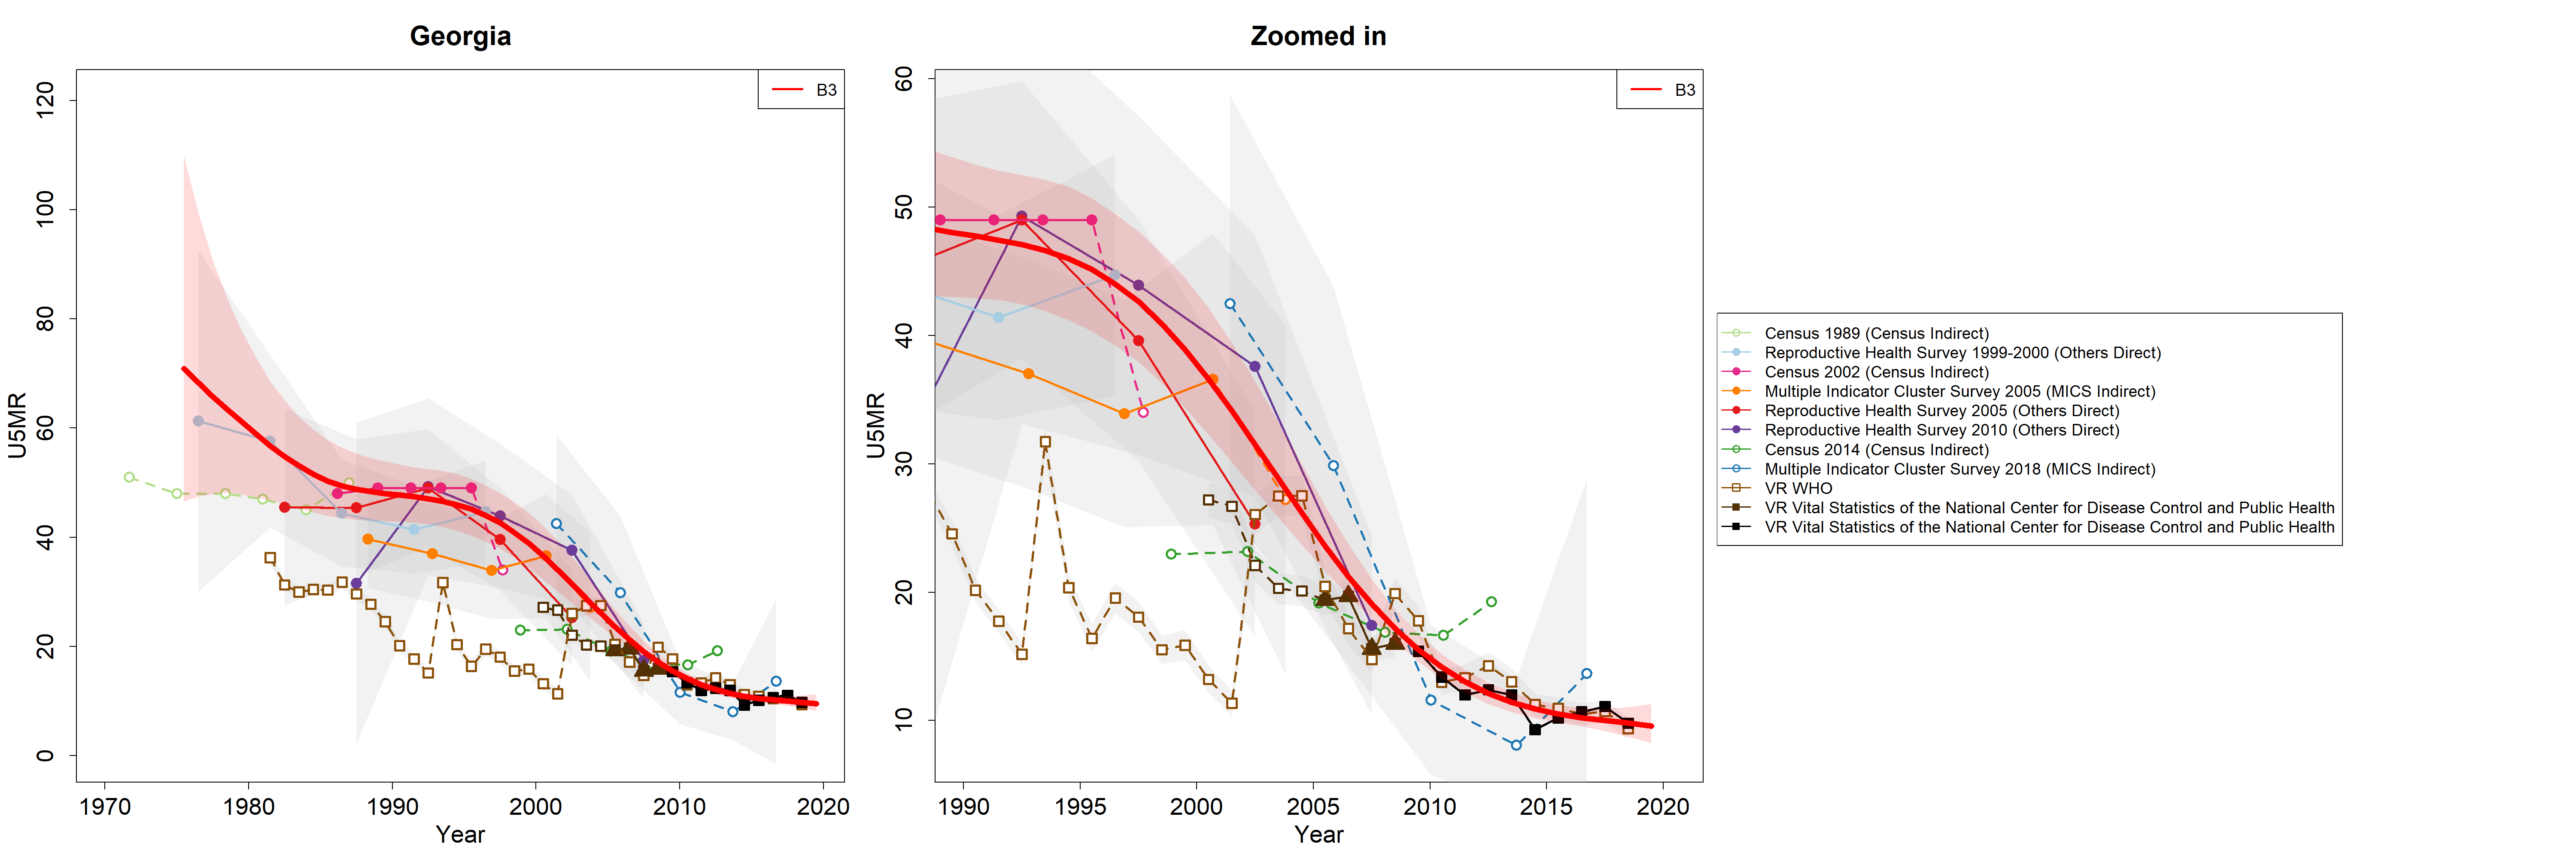 Georgia
B3
U5MR
120
100
80
60
40
20
0
1970 1980 1990 2000 2010 2020
Year
Zoomed in
B3
U5MR
60
50
40
30
20
10
1990 1995 2000 2005 2010 2015 2020
Year
Census 1989 (Census Indirect)
Reproductive Health Survey 1999-2000 (Others Direct)
Census 2002 (Census Indirect)
Multiple Indicator Cluster Survey 2005 (MICS Indirect)
Reproductive Health Survey 2005 (Others Direct)
Reproductive Health Survey 2010 (Others Direct)
Census 2014 (Census Indirect)
Multiple Indicator Cluster Survey 2018 (MICS Indirect)
VR WHO
VR Vital Statistics of the National Center for Disease Control and Public Health
VR Vital Statistics of the National Center for Disease Control and Public Health